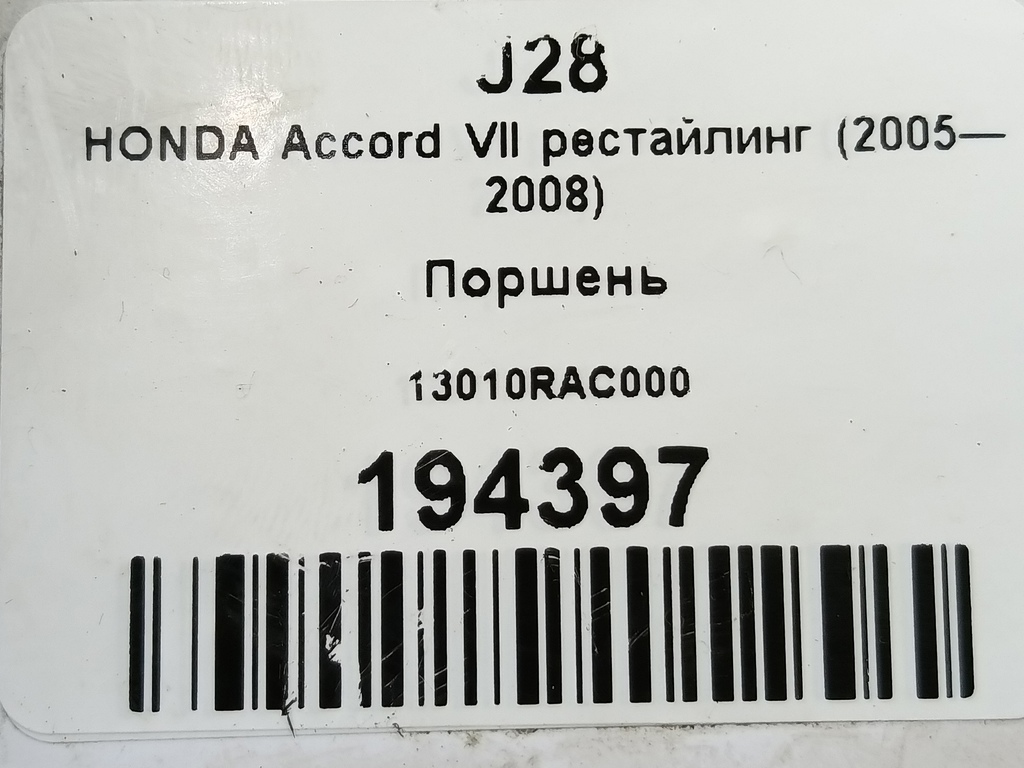 J28
HONDA Accord VII рестайлинг (2005—
2008)
Поршень
13010RAC000
194397